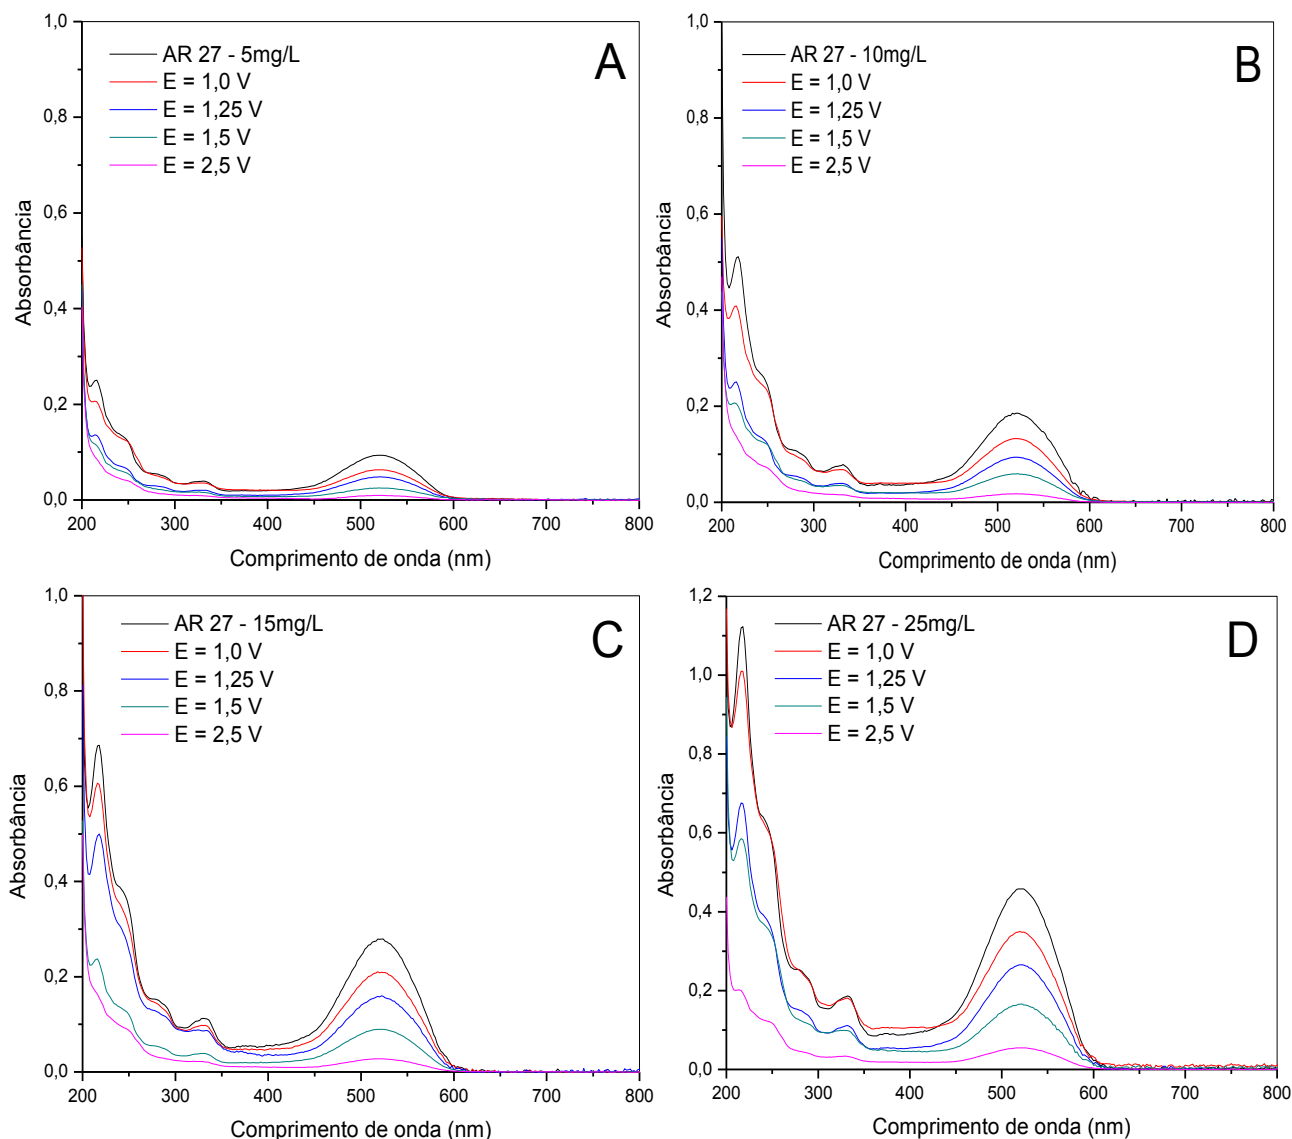 1,0
0,8
0,6
0,4
0,2
0,0
Absorbância
AR 27 - 5mg/L
E = 1,0 V
E = 1,25 V
E = 1,5 V
E = 2,5 V
A
200 300 400 500 600 700 800
Comprimento de onda (nm)
1,0
0,8
0,6
0,4
0,2
0,0
Absorbância
AR 27 - 10mg/L
E = 1,0 V
E = 1,25 V
E = 1,5 V
E = 2,5 V
B
200 300 400 500 600 700 800
Comprimento de onda (nm)
1,0
0,8
0,6
0,4
0,2
0,0
Absorbância
AR 27 - 15mg/L
E = 1,0 V
E = 1,25 V
E = 1,5 V
E = 2,5 V
C
200 300 400 500 600 700 800
Comprimento de onda (nm)
1,2
1,0
0,8
0,6
0,4
0,2
0,0
Absorbância
AR 27 - 25mg/L
E = 1,0 V
E = 1,25 V
E = 1,5 V
E = 2,5 V
D
200 300 400 500 600 700 800
Comprimento de onda (nm)